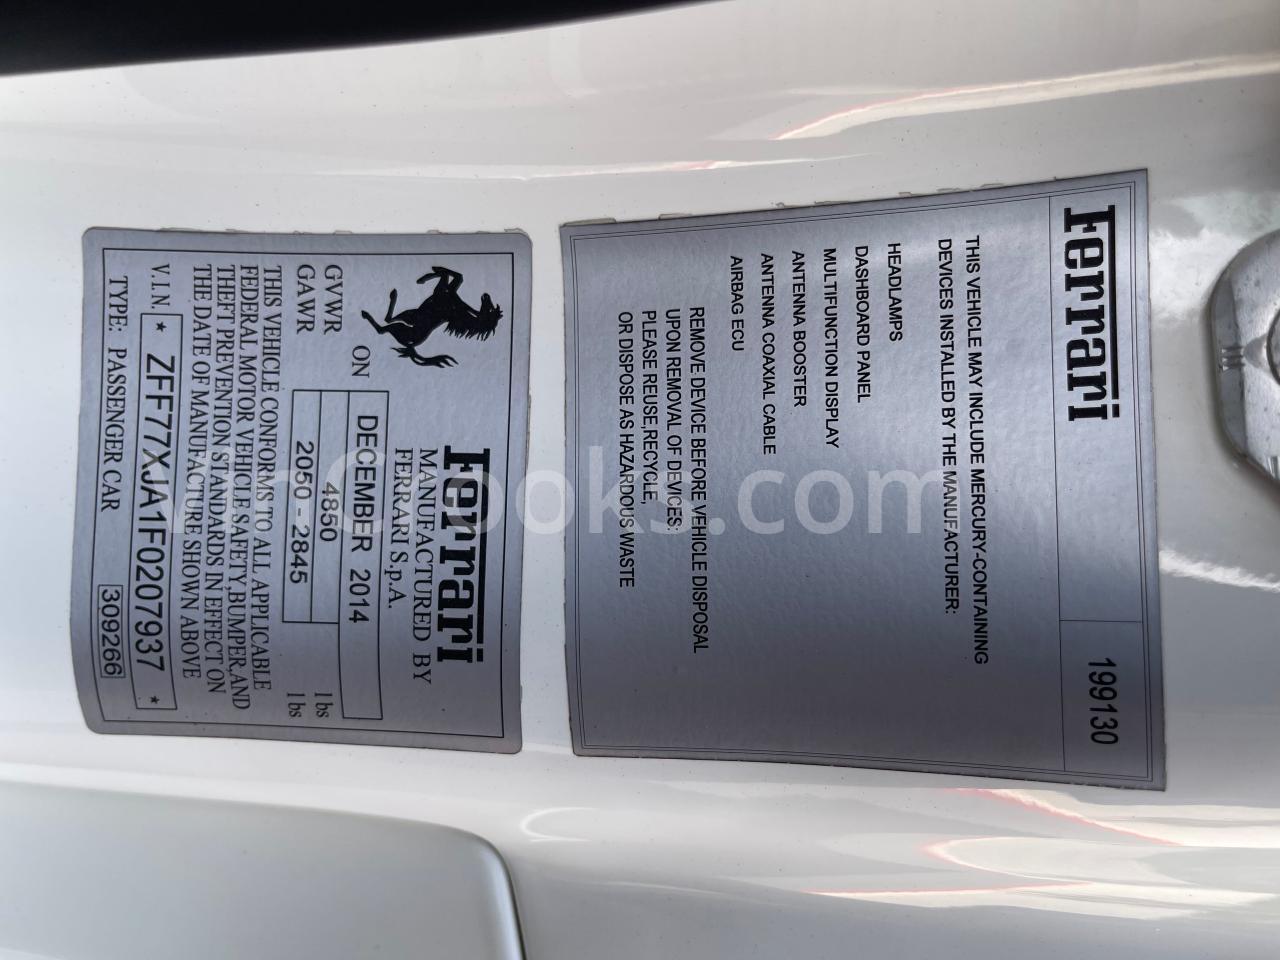 Ferrari
MANUFACTURED BY
FERRARI S.p.A.
ON DECEMBER 2014
GVWR 4850 lbs
GAWR 2050 - 2845 lbs
THIS VEHICLE CONFORMS TO ALL APPLICABLE
FEDERAL MOTOR VEHICLE SAFETY,BUMPER,AND
THEFT PREVENTION STANDARDS IN EFFECT ON
THE DATE OF MANUFACTURE SHOWN ABOVE
V.I.N. * ZFF77XJA1F0207937 *
TYPE: PASSENGER CAR 309266
Ferrari 199130
THIS VEHICLE MAY INCLUDE MERCURY-CONTAINING
DEVICES INSTALLED BY THE MANUFACTURER:
HEADLAMPS
DASHBOARD PANEL
MULTIFUNCTION DISPLAY
ANTENNA BOOSTER
ANTENNA COAXIAL CABLE
AIRBAG ECU
REMOVE DEVICE BEFORE VEHICLE DISPOSAL
UPON REMOVAL OF DEVICES:
PLEASE REUSE,RECYCLE,
OR DISPOSE AS HAZARDOUS WASTE